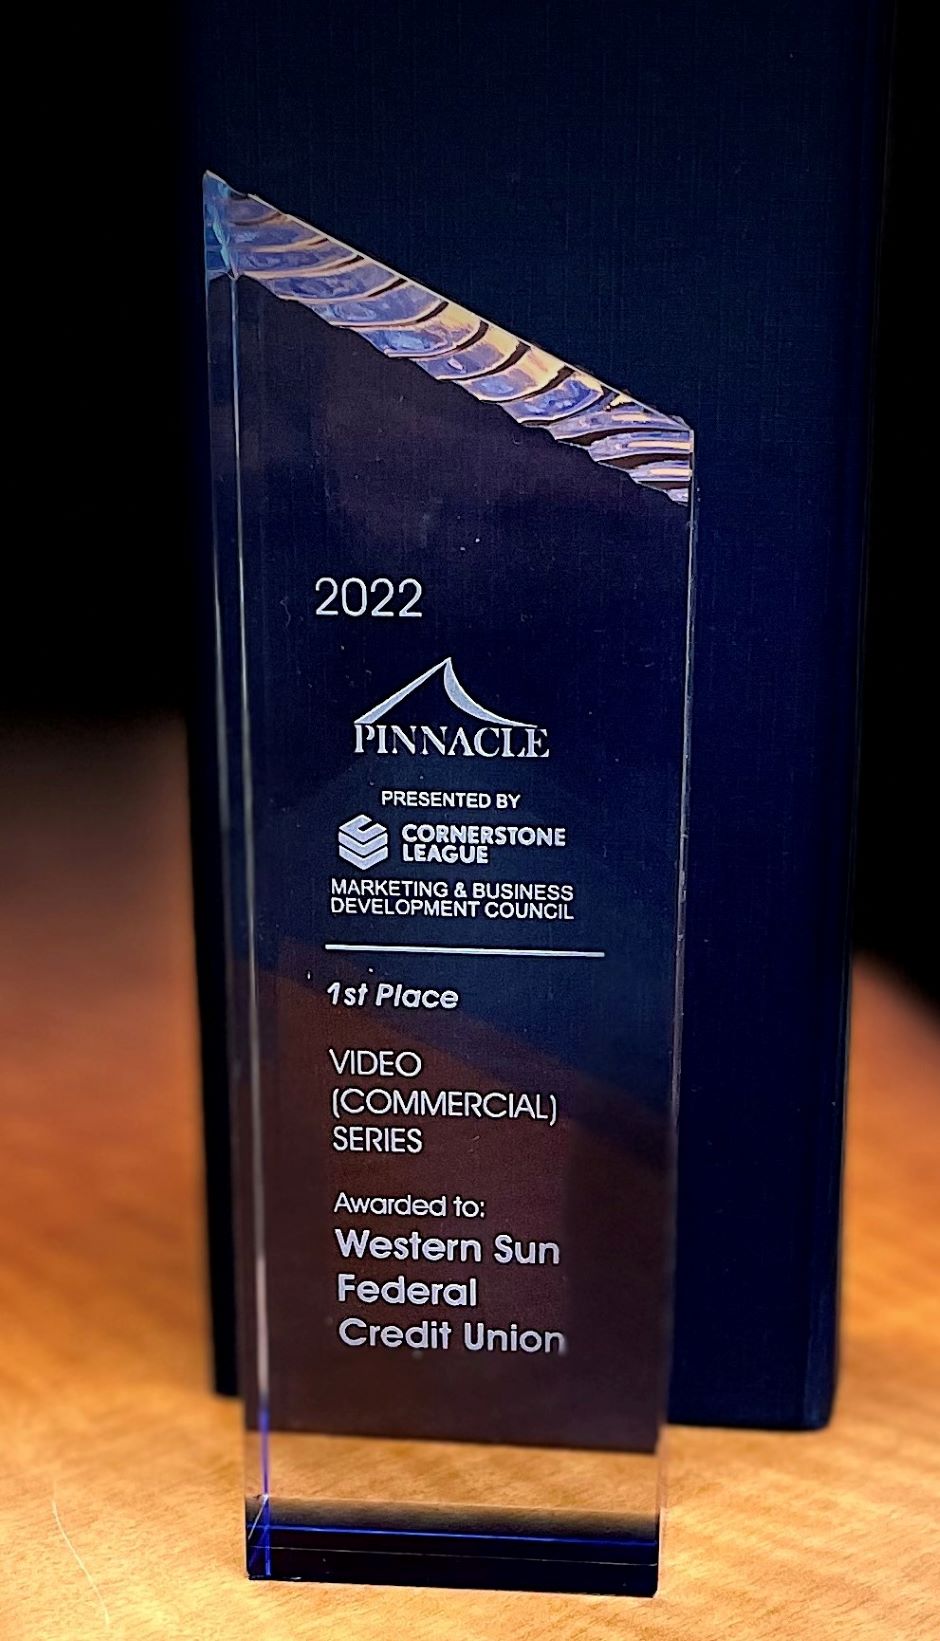 2022
PINNACLE
PRESENTED BY
CORNERSTONE
LEAGUE
MARKETING & BUSINESS
DEVELOPMENT COUNCIL
1st Place
VIDEO
(COMMERCIAL)
SERIES
Awarded to:
Western Sun
Federal
Credit Union